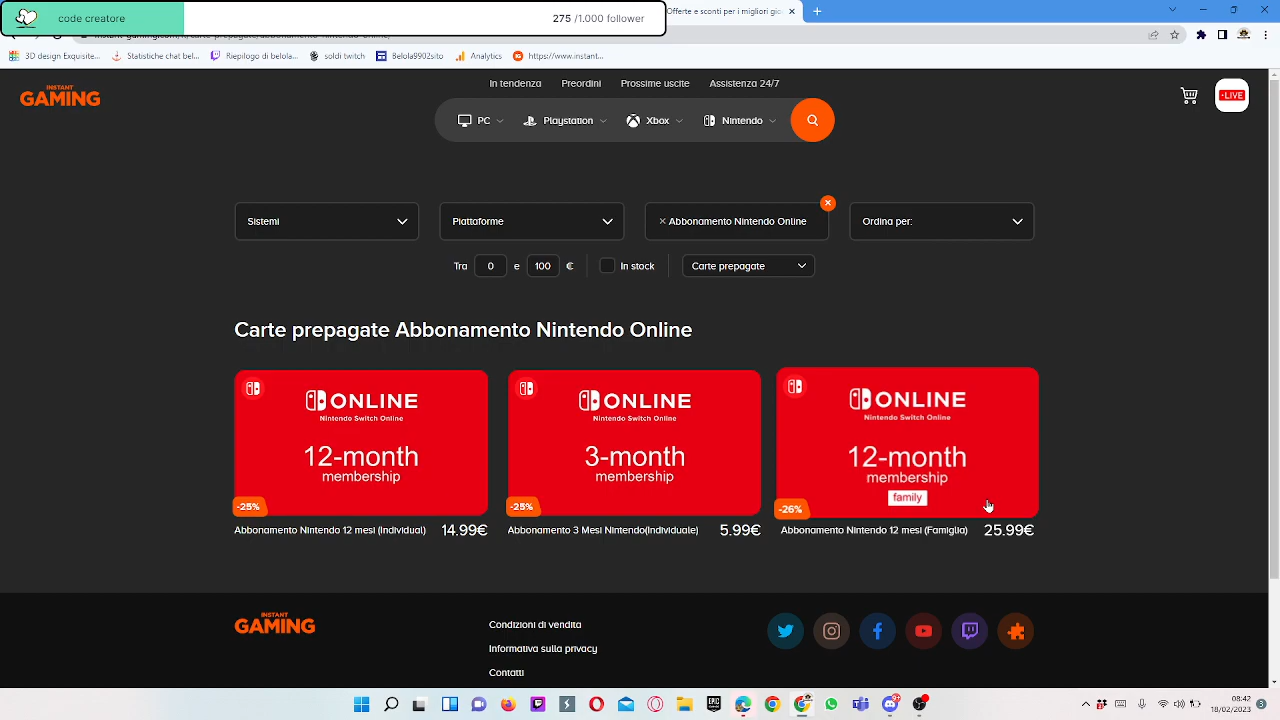 code creatore
275 /1.000 follower
Offerte e sconti per i migliori gic
3D design Exquisite...
Statistiche chat bel...
Riepilogo di belola...
soldi twitch
Belola9902sito
Analytics
https://www.instant...
INSTANT
GAMING
In tendenza
Preordini
Prossime uscite
Assistenza 24/7
•LIVE
PC
Playstation
Xbox
Nintendo
Sistemi
Piattaforme
× Abbonamento Nintendo Online
Ordina per:
Tra 0 e 100 €
In stock
Carte prepagate
Carte prepagate Abbonamento Nintendo Online
ONLINE
Nintendo Switch Online
12-month
membership
-25%
Abbonamento Nintendo 12 mesi (Individual) 14.99€
ONLINE
Nintendo Switch Online
3-month
membership
-25%
Abbonamento 3 Mesi Nintendo(Individuale) 5.99€
ONLINE
Nintendo Switch Online
12-month
membership
family
-26%
Abbonamento Nintendo 12 mesi (Famiglia) 25.99€
INSTANT
GAMING
Condizioni di vendita
Informativa sulla privacy
Contatti
08:42
18/02/2023